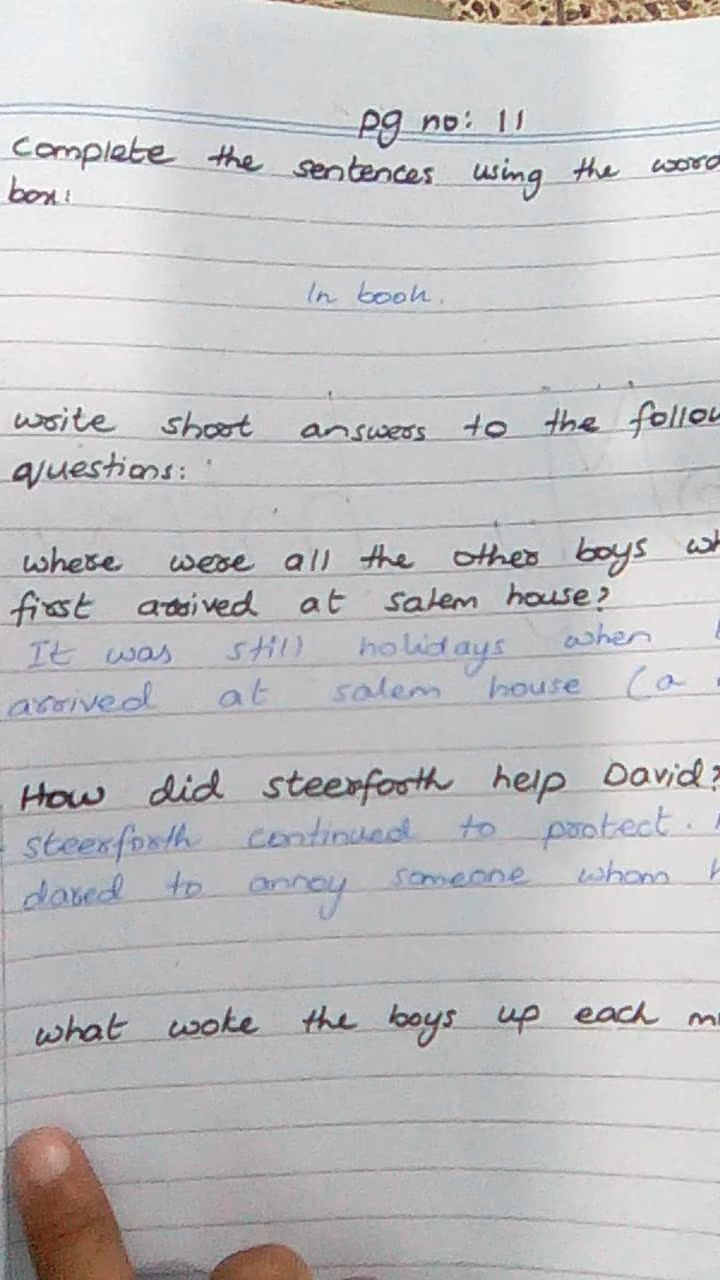 pg no: 11
Complete the sentences using the word
box:
In book.
write short answers to the follow
questions:
where were all the other boys wh
first arrived at salem house?
It was still holidays when
arrived at salem house (a
How did steerforth help David?
steerforth continued to protect.
dared to annoy someone whom h
what woke the boys up each m